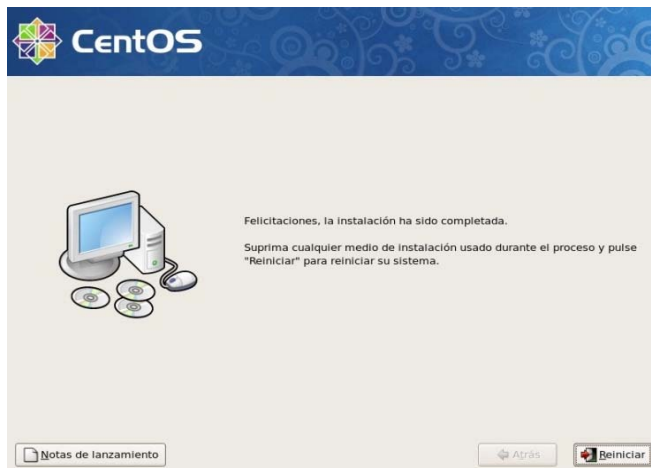 CentOS
Felicitaciones, la instalación ha sido completada.
Suprima cualquier medio de instalación usado durante el proceso y pulse
"Reiniciar" para reiniciar su sistema.
Notas de lanzamiento
Atrás
Reiniciar